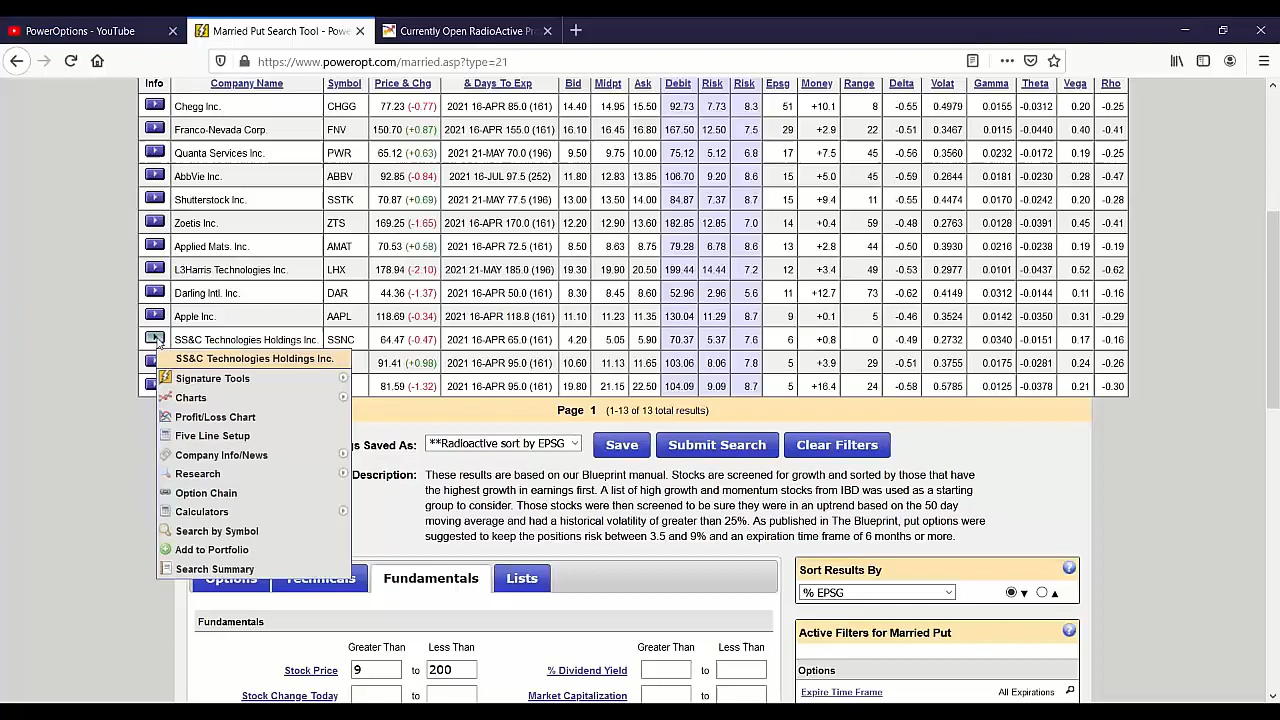 PowerOptions - YouTube
Married Put Search Tool - Powe
Currently Open RadioActive Pr
https://www.poweropt.com/married.asp?type=21
Info Company Name Symbol Price & Chg & Days To Exp Bid Midpt Ask Debit Risk Risk Epsg Money Range Delta Volat Gamma Theta Vega Rho
Chegg Inc. CHGG 77.23 (-0.77) 2021 16-APR 85.0 (161) 14.40 14.95 15.50 92.73 7.73 8.3 51 +10.1 8 -0.55 0.4979 0.0155 -0.0312 0.20 -0.25
Franco-Nevada Corp. FNV 150.70 (+0.87) 2021 16-APR 155.0 (161) 16.10 16.45 16.80 167.50 12.50 7.5 29 +2.9 22 -0.51 0.3467 0.0115 -0.0440 0.40 -0.41
Quanta Services Inc. PWR 65.12 (+0.63) 2021 21-MAY 70.0 (196) 9.50 9.75 10.00 75.12 5.12 6.8 17 +7.5 45 -0.56 0.3560 0.0232 -0.0172 0.19 -0.25
AbbVie Inc. ABBV 92.85 (-0.84) 2021 16-JUL 97.5 (252) 11.80 12.83 13.85 106.70 9.20 8.6 15 +5.0 45 -0.59 0.2644 0.0181 -0.0230 0.28 -0.47
Shutterstock Inc. SSTK 70.87 (+0.69) 2021 21-MAY 77.5 (196) 13.00 13.50 14.00 84.87 7.37 8.7 15 +9.4 11 -0.55 0.4474 0.0170 -0.0242 0.20 -0.28
Zoetis Inc. ZTS 169.25 (-1.65) 2021 16-APR 170.0 (161) 12.20 12.90 13.60 182.85 12.85 7.0 14 +0.4 59 -0.48 0.2763 0.0128 -0.0391 0.45 -0.41
Applied Mats. Inc. AMAT 70.53 (+0.58) 2021 16-APR 72.5 (161) 8.50 8.63 8.75 79.28 6.78 8.6 13 +2.8 44 -0.50 0.3930 0.0216 -0.0238 0.19 -0.19
L3Harris Technologies Inc. LHX 178.94 (-2.10) 2021 21-MAY 185.0 (196) 19.30 19.90 20.50 199.44 14.44 7.2 12 +3.4 49 -0.53 0.2977 0.0101 -0.0437 0.52 -0.62
Darling Intl. Inc. DAR 44.36 (-1.37) 2021 16-APR 50.0 (161) 8.30 8.45 8.60 52.96 2.96 5.6 11 +12.7 73 -0.62 0.4149 0.0312 -0.0144 0.11 -0.16
Apple Inc. AAPL 118.69 (-0.34) 2021 16-APR 118.8 (161) 11.10 11.23 11.35 130.04 11.29 8.7 9 +0.1 5 -0.46 0.3524 0.0142 -0.0350 0.31 -0.29
SS&C Technologies Holdings Inc. SSNC 64.47 (-0.47) 2021 16-APR 65.0 (161) 4.20 5.05 5.90 70.37 5.37 7.6 6 +0.8 0 -0.49 0.2732 0.0340 -0.0151 0.17 -0.16
91.41 (+0.98) 2021 16-APR 95.0 (161) 10.60 11.13 11.65 103.06 8.06 7.8 5 +3.9 29 -0.51 0.3755 0.0175 -0.0281 0.24 -0.26
81.59 (-1.32) 2021 16-APR 95.0 (161) 19.80 21.15 22.50 104.09 9.09 8.7 5 +16.4 24 -0.58 0.5785 0.0125 -0.0378 0.21 -0.30
SS&C Technologies Holdings Inc.
Signature Tools
Charts
Profit/Loss Chart
Five Line Setup
Company Info/News
Research
Option Chain
Calculators
Search by Symbol
Add to Portfolio
Search Summary
Page 1 (1-13 of 13 total results)
gs Saved As: **Radioactive sort by EPSG Save Submit Search Clear Filters
Description: These results are based on our Blueprint manual. Stocks are screened for growth and sorted by those that have
the highest growth in earnings first. A list of high growth and momentum stocks from IBD was used as a starting
group to consider. Those stocks were then screened to be sure they were in an uptrend based on the 50 day
moving average and had a historical volatility of greater than 25%. As published in The Blueprint, put options were
suggested to keep the positions risk between 3.5 and 9% and an expiration time frame of 6 months or more.
Options Technicals Fundamentals Lists
Fundamentals
Greater Than Less Than Greater Than Less Than
Stock Price 9 to 200 % Dividend Yield to
Stock Change Today to Market Capitalization to
Sort Results By
% EPSG
Active Filters for Married Put
Options
Expire Time Frame All Expirations